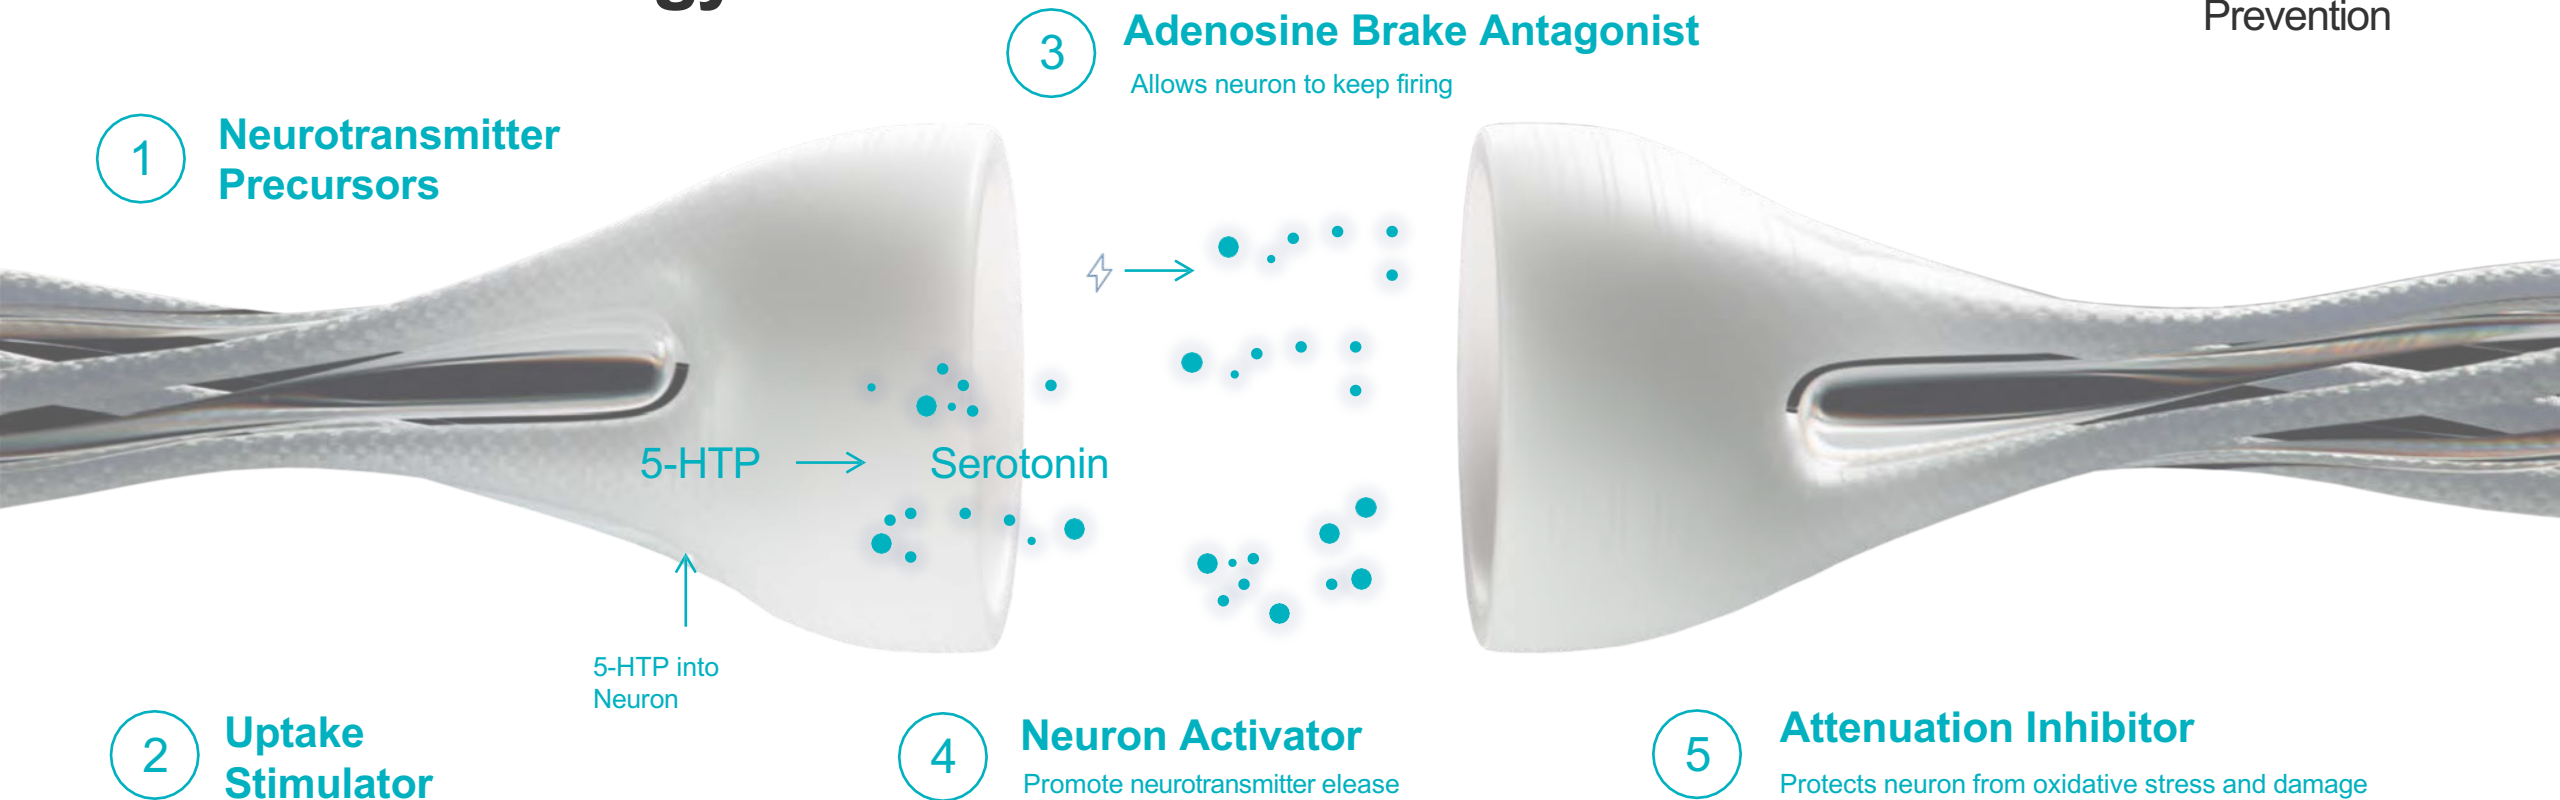 Prevention
3
Adenosine Brake Antagonist
Allows neuron to keep firing
1
Neurotransmitter
Precursors
5-HTP
Serotonin
5-HTP into
Neuron
2
Uptake
Stimulator
4
Neuron Activator
Promote neurotransmitter elease
5
Attenuation Inhibitor
Protects neuron from oxidative stress and damage